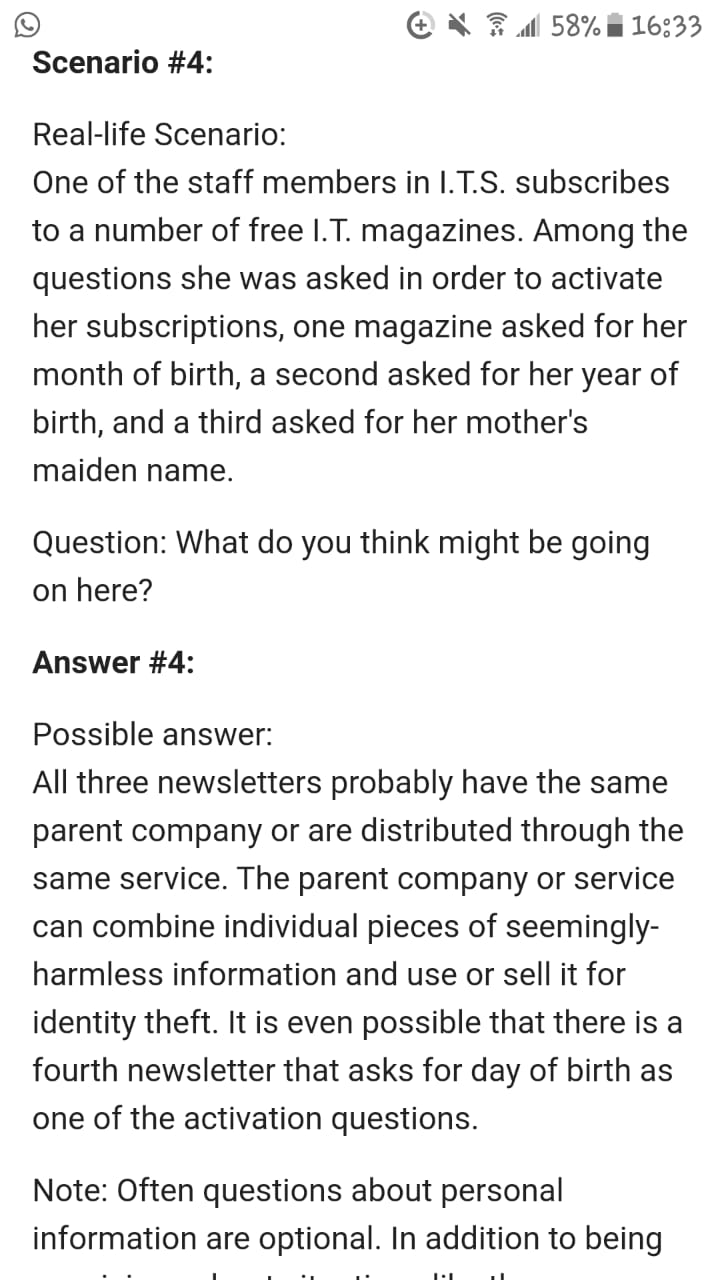 58% 16:33
Scenario #4:
Real-life Scenario:
One of the staff members in I.T.S. subscribes
to a number of free I.T. magazines. Among the
questions she was asked in order to activate
her subscriptions, one magazine asked for her
month of birth, a second asked for her year of
birth, and a third asked for her mother's
maiden name.
Question: What do you think might be going
on here?
Answer #4:
Possible answer:
All three newsletters probably have the same
parent company or are distributed through the
same service. The parent company or service
can combine individual pieces of seemingly-
harmless information and use or sell it for
identity theft. It is even possible that there is a
fourth newsletter that asks for day of birth as
one of the activation questions.
Note: Often questions about personal
information are optional. In addition to being